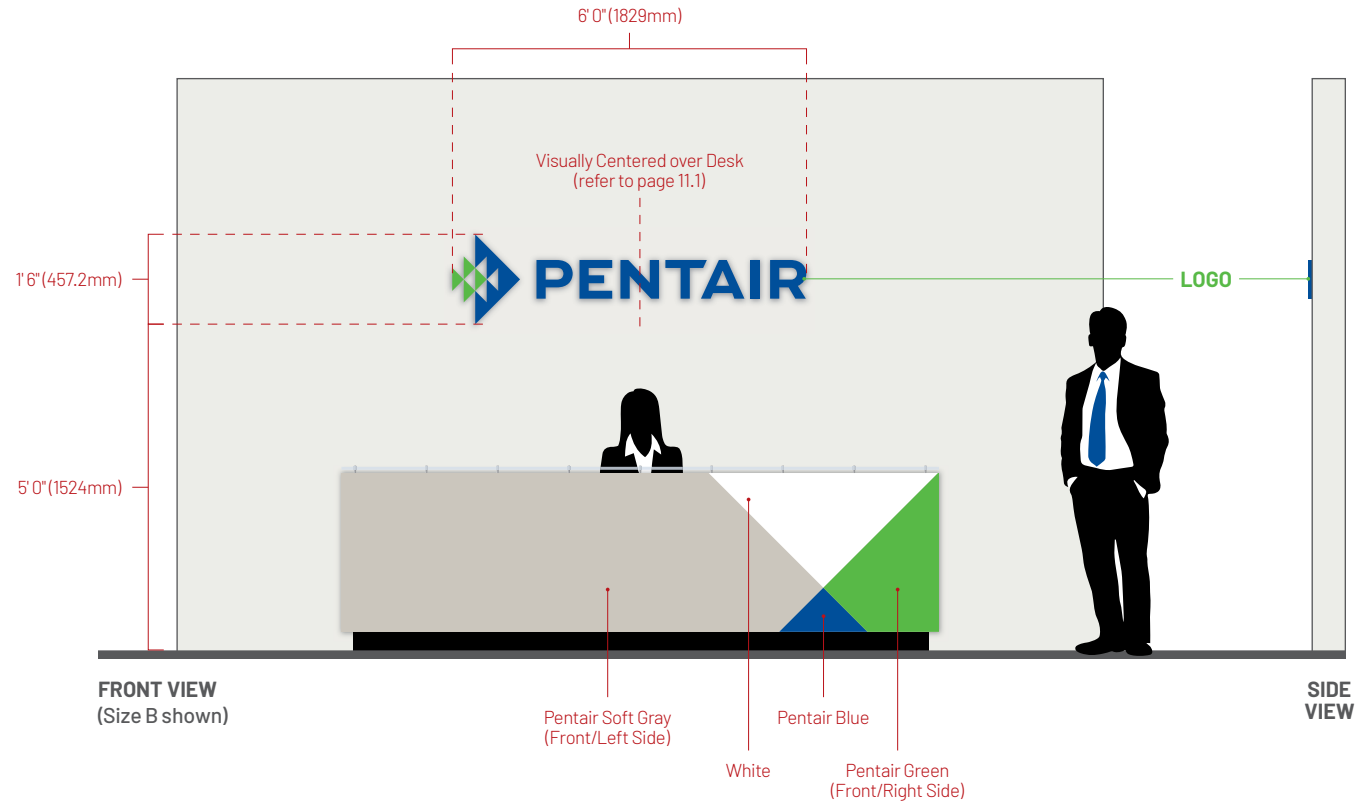 6' 0" (1829mm)
Visually Centered over Desk
(refer to page 11.1)
1' 6" (457.2mm)
PENTAIR
LOGO
5' 0" (1524mm)
FRONT VIEW
(Size B shown)
SIDE
VIEW
Pentair Soft Gray
(Front/Left Side)
Pentair Blue
White
Pentair Green
(Front/Right Side)